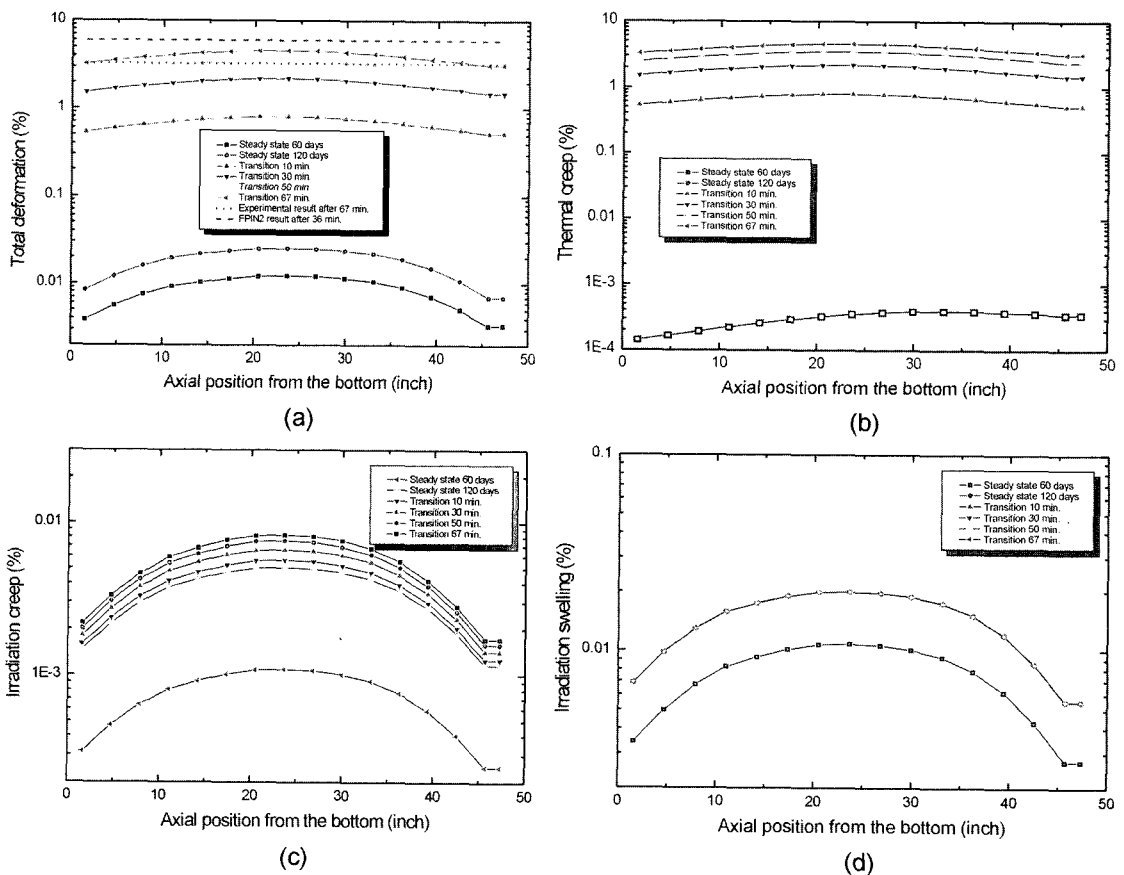 10
1
0.1
0.01
Total deformation (%)
Steady state 60 days
Steady state 120 days
Transition 10 min.
Transition 30 min.
Transition 50 min
Transition 67 min.
Experimental result after 67 min.
FPIN2 result after 36 min.
0 10 20 30 40 50
Axial position from the bottom (inch)
(a)
10
1
0.1
0.01
1E-3
1E-4
Thermal creep (%)
Steady state 60 days
Steady state 120 days
Transition 10 min.
Transition 30 min.
Transition 50 min.
Transition 67 min.
0 10 20 30 40 50
Axial position from the bottom (inch)
(b)
0.01
1E-3
Irradiation creep (%)
Steady state 60 days
Steady state 120 days
Transition 10 min.
Transition 30 min.
Transition 50 min.
Transition 67 min.
0 10 20 30 40 50
Axial position from the bottom (inch)
(c)
0.1
0.01
Irradiation swelling (%)
Steady state 60 days
Steady state 120 days
Transition 10 min.
Transition 30 min.
Transition 50 min.
Transition 67 min.
0 10 20 30 40 50
Axial position from the bottom (inch)
(d)